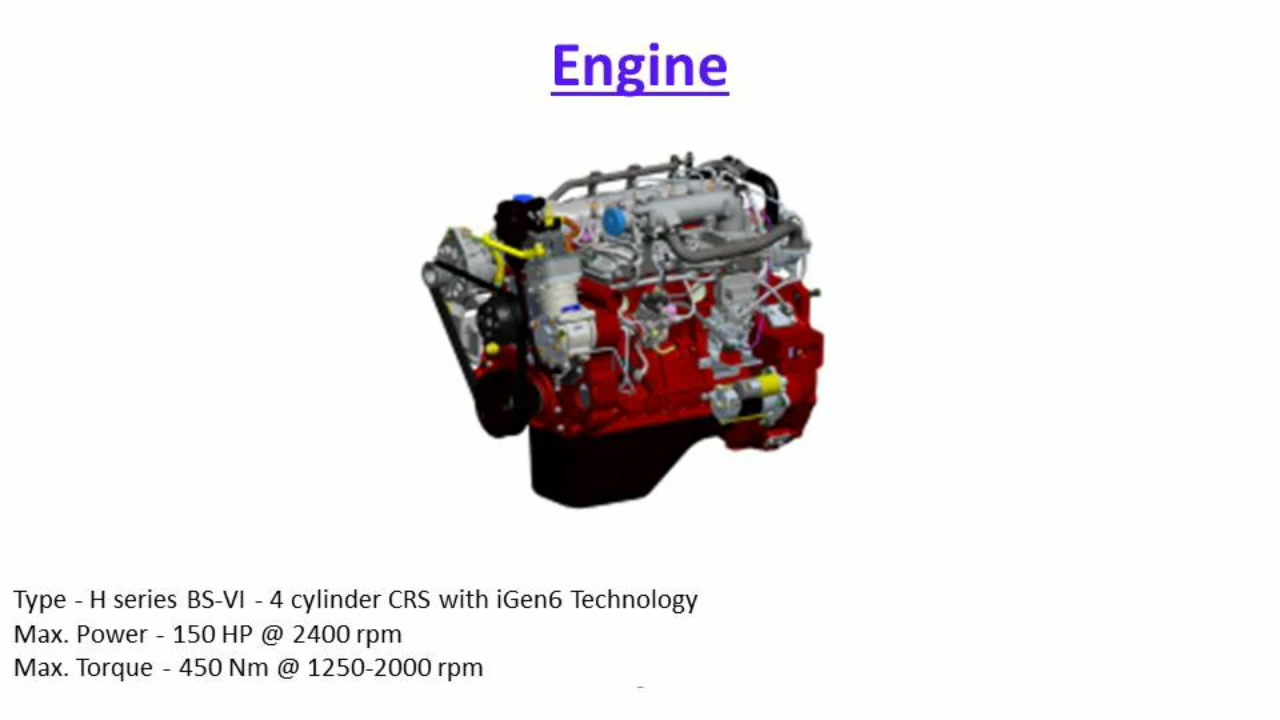 Engine
Type - H series BS-VI - 4 cylinder CRS with iGen6 Technology
Max. Power - 150 HP @ 2400 rpm
Max. Torque - 450 Nm @ 1250-2000 rpm